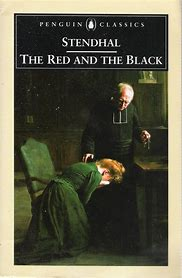 PENGUIN CLASSICS
STENDHAL
THE RED AND THE BLACK